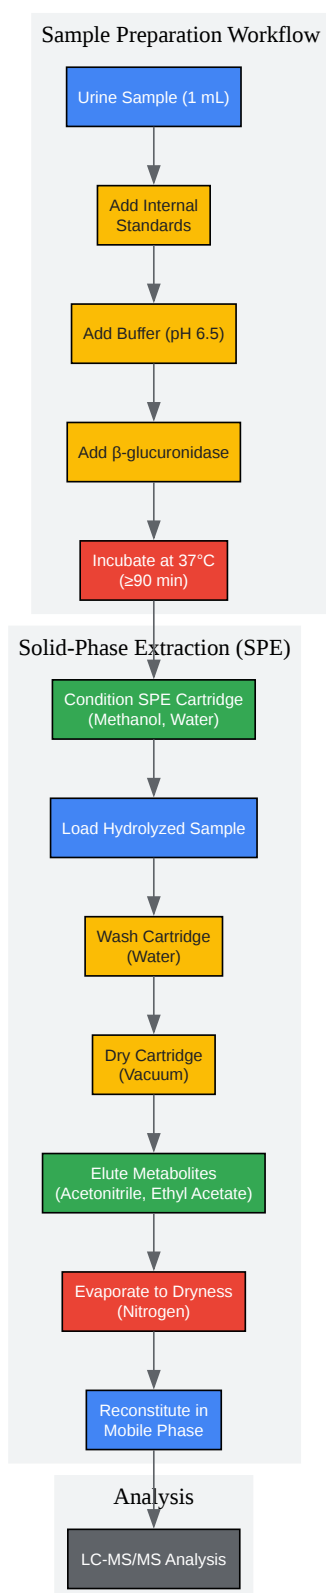 Sample Preparation Workflow
Urine Sample (1 mL)
Add Internal
Standards
Add Buffer (pH 6.5)
Add β-glucuronidase
Incubate at 37°C
(≥90 min)
Solid-Phase Extraction (SPE)
Condition SPE Cartridge
(Methanol, Water)
Load Hydrolyzed Sample
Wash Cartridge
(Water)
Dry Cartridge
(Vacuum)
Elute Metabolites
(Acetonitrile, Ethyl Acetate)
Evaporate to Dryness
(Nitrogen)
Reconstitute in
Mobile Phase
Analysis
LC-MS/MS Analysis